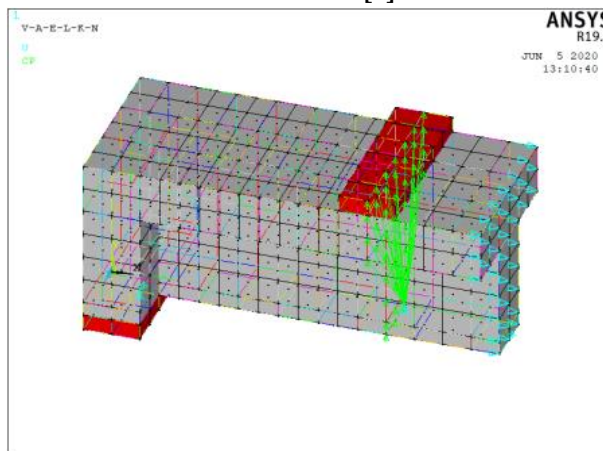 [ ]
1
V-A-E-L-K-N
U
CP
ANSYS
R19.
JUN 5 2020
13:10:40